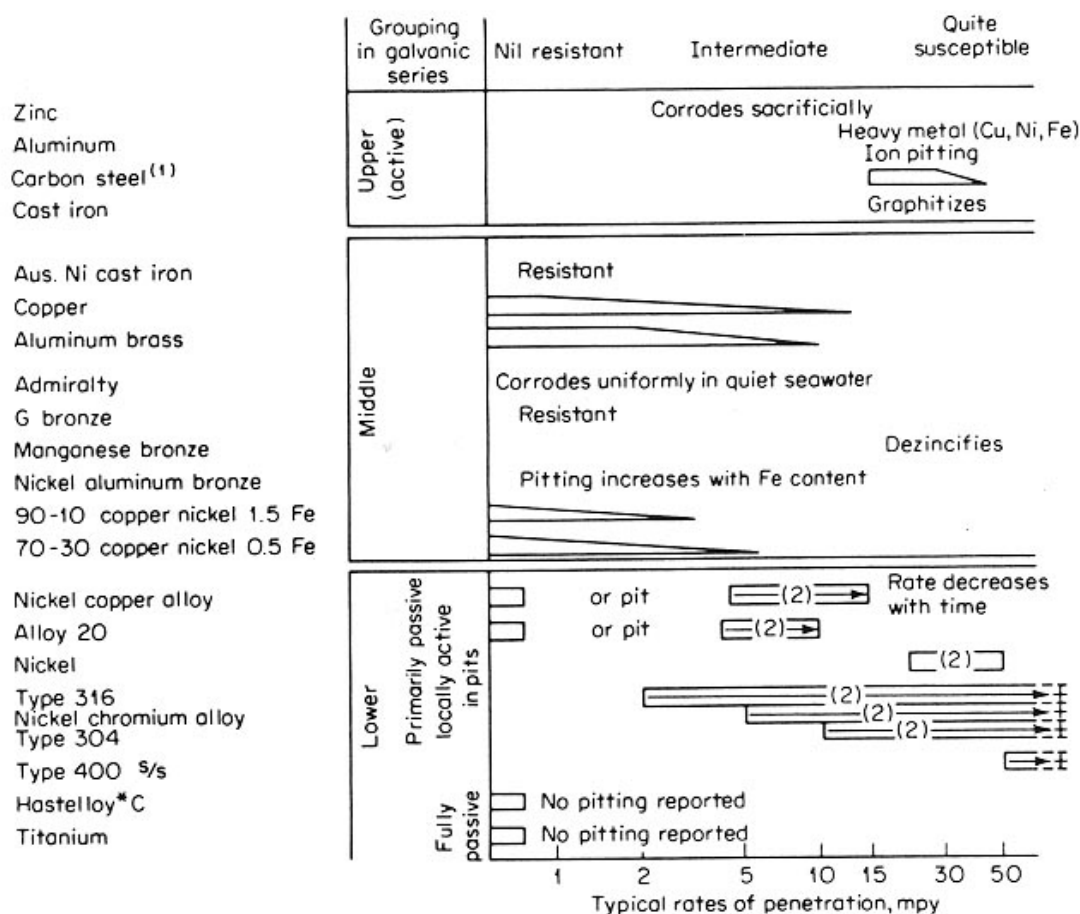 Grouping
in galvanic
series
Nil resistant
Intermediate
Quite
susceptible
Zinc
Corrodes sacrificially
Aluminum
Heavy metal (Cu, Ni, Fe)
Ion pitting
Carbon steel(1)
Cast iron
Graphitizes
Upper
(active)
Aus. Ni cast iron
Resistant
Copper
Aluminum brass
Admiralty
Corrodes uniformly in quiet seawater
G bronze
Resistant
Manganese bronze
Dezincifies
Nickel aluminum bronze
Pitting increases with Fe content
90-10 copper nickel 1.5 Fe
70-30 copper nickel 0.5 Fe
Middle
Nickel copper alloy
or pit
(2)
Rate decreases
with time
Alloy 20
or pit
(2)
Nickel
(2)
Type 316
(2)
Nickel chromium alloy
(2)
Type 304
(2)
Type 400 s/s
Hastelloy*C
No pitting reported
Titanium
No pitting reported
Lower
Primarily passive
locally active
in pits
Fully
passive
1 2 5 10 15 30 50
Typical rates of penetration, mpy